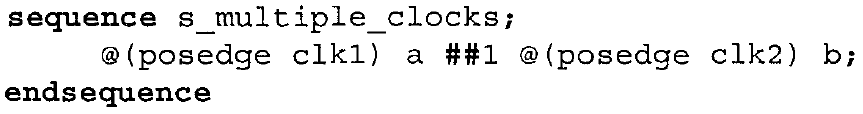 sequence s_multiple_clocks;
@(posedge clk1) a ##1 @(posedge clk2) b;
endsequence